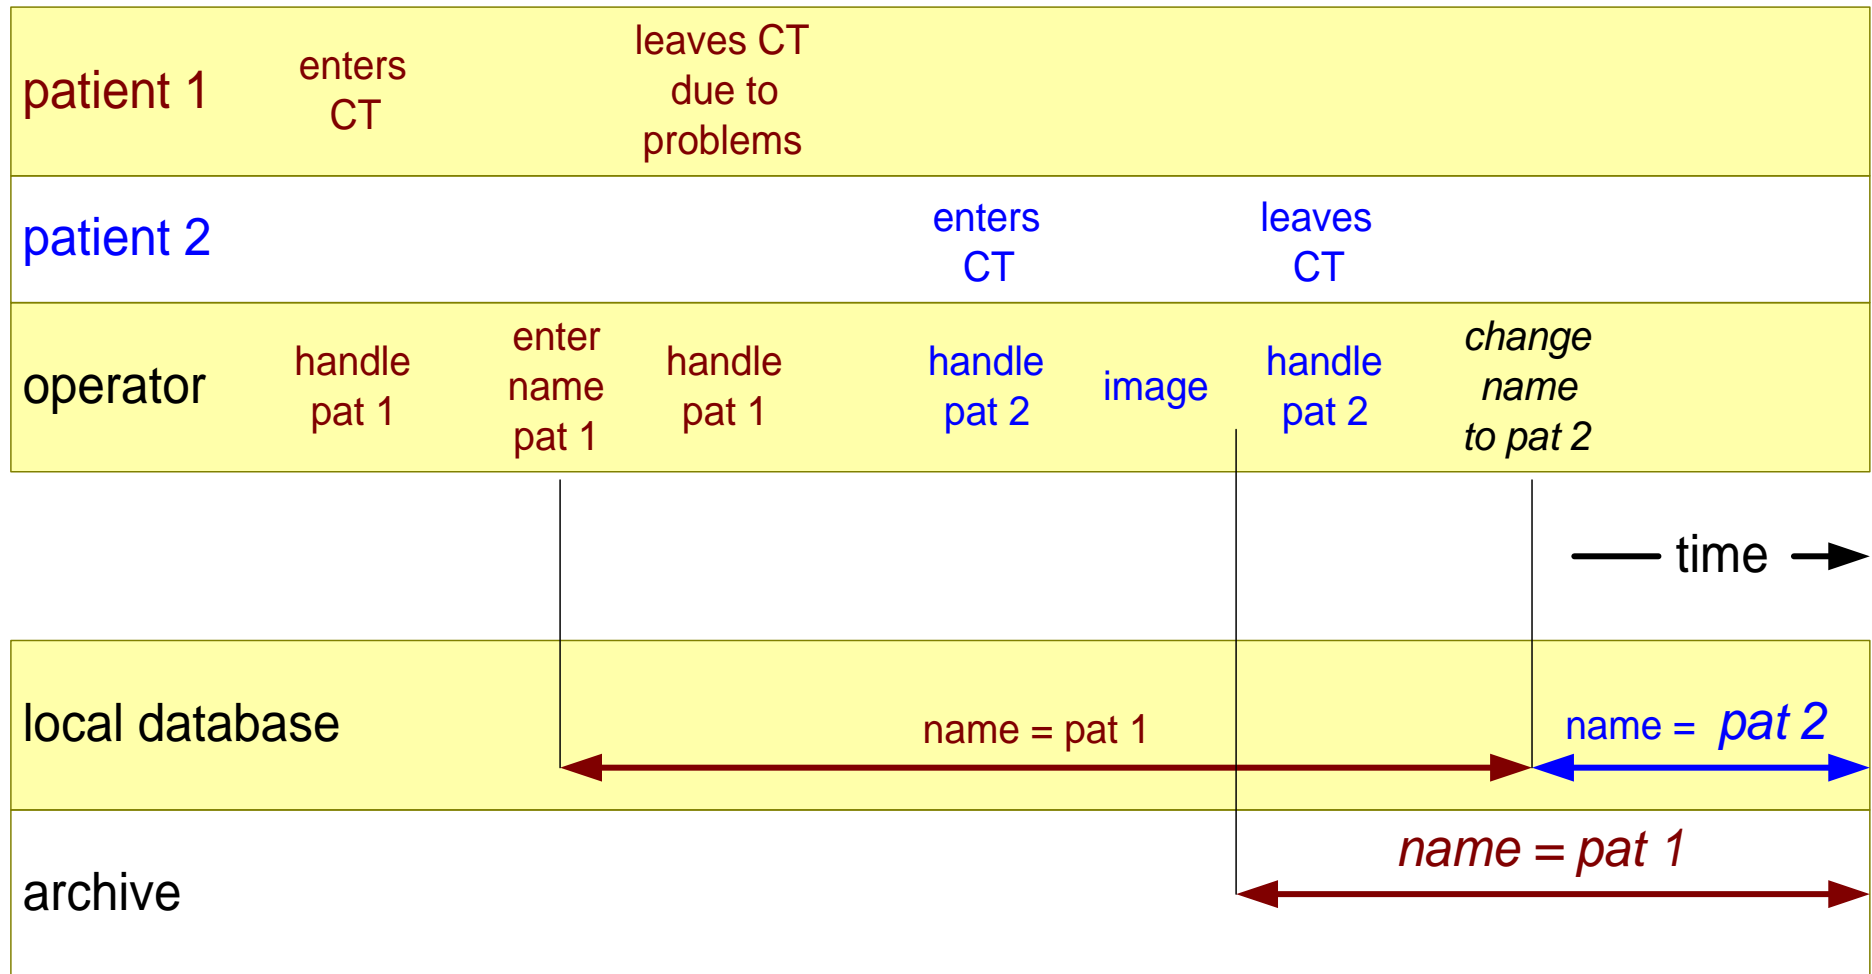 patient 1
enters
CT
leaves CT
due to
problems
patient 2
enters
CT
leaves
CT
operator
handle
pat 1
enter
name
pat 1
handle
pat 1
handle
pat 2
image
handle
pat 2
change
name
to pat 2
time
local database
name = pat 1
name = pat 2
archive
name = pat 1